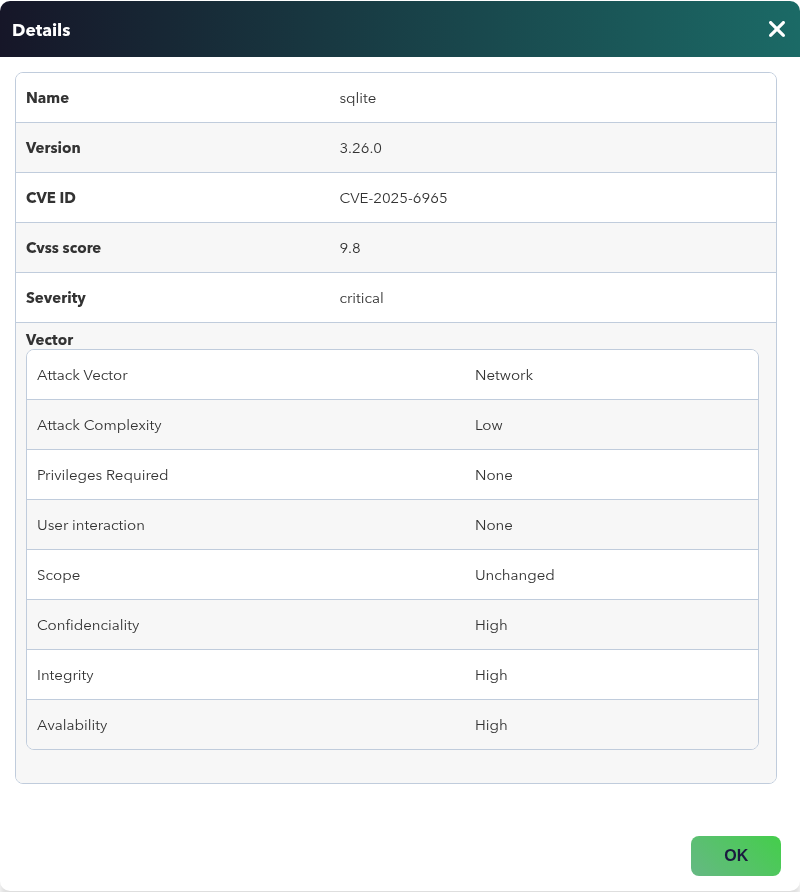 Details
Name sqlite
Version 3.26.0
CVE ID CVE-2025-6965
Cvss score 9.8
Severity critical
Vector
Attack Vector Network
Attack Complexity Low
Privileges Required None
User interaction None
Scope Unchanged
Confidenciality High
Integrity High
Avalability High
OK